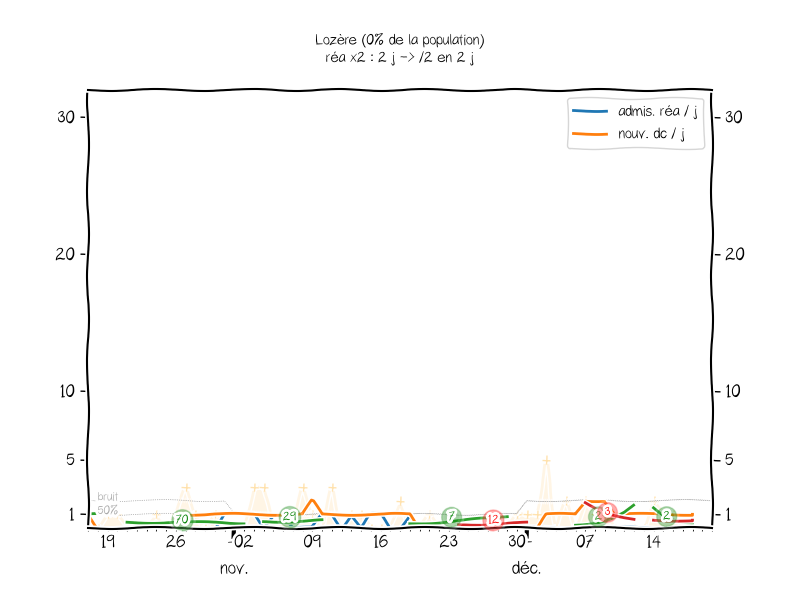 Lozère (0% de la population)
réa x2 : 2 j -> /2 en 2 j
admis. réa / j
nouv. dc / j
30 30
20 20
10 10
5 5
1 1
bruit
50%
70 29 7 12 2 3 2
19 26 02 09 16 23 30 07 14
nov. déc.